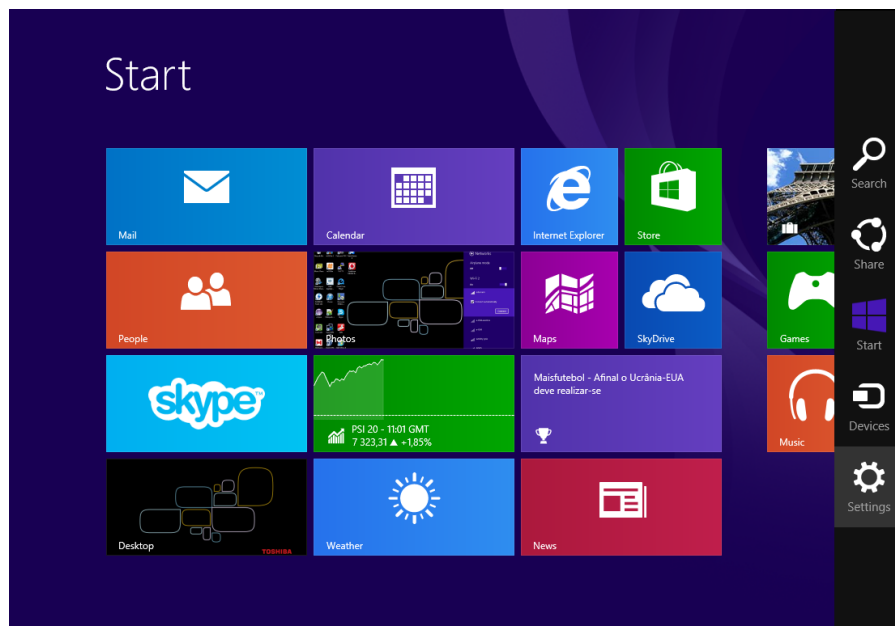 Start
Mail
Calendar
Internet Explorer
Store
People
Photos
Maps
SkyDrive
Games
skype
PSI 20 - 11:01 GMT
7 323,31 ▲ +1,85%
Maisfutebol - Afinal o Ucrânia-EUA
deve realizar-se
Music
Desktop
TOSHIBA
Weather
News
Search
Share
Start
Devices
Settings